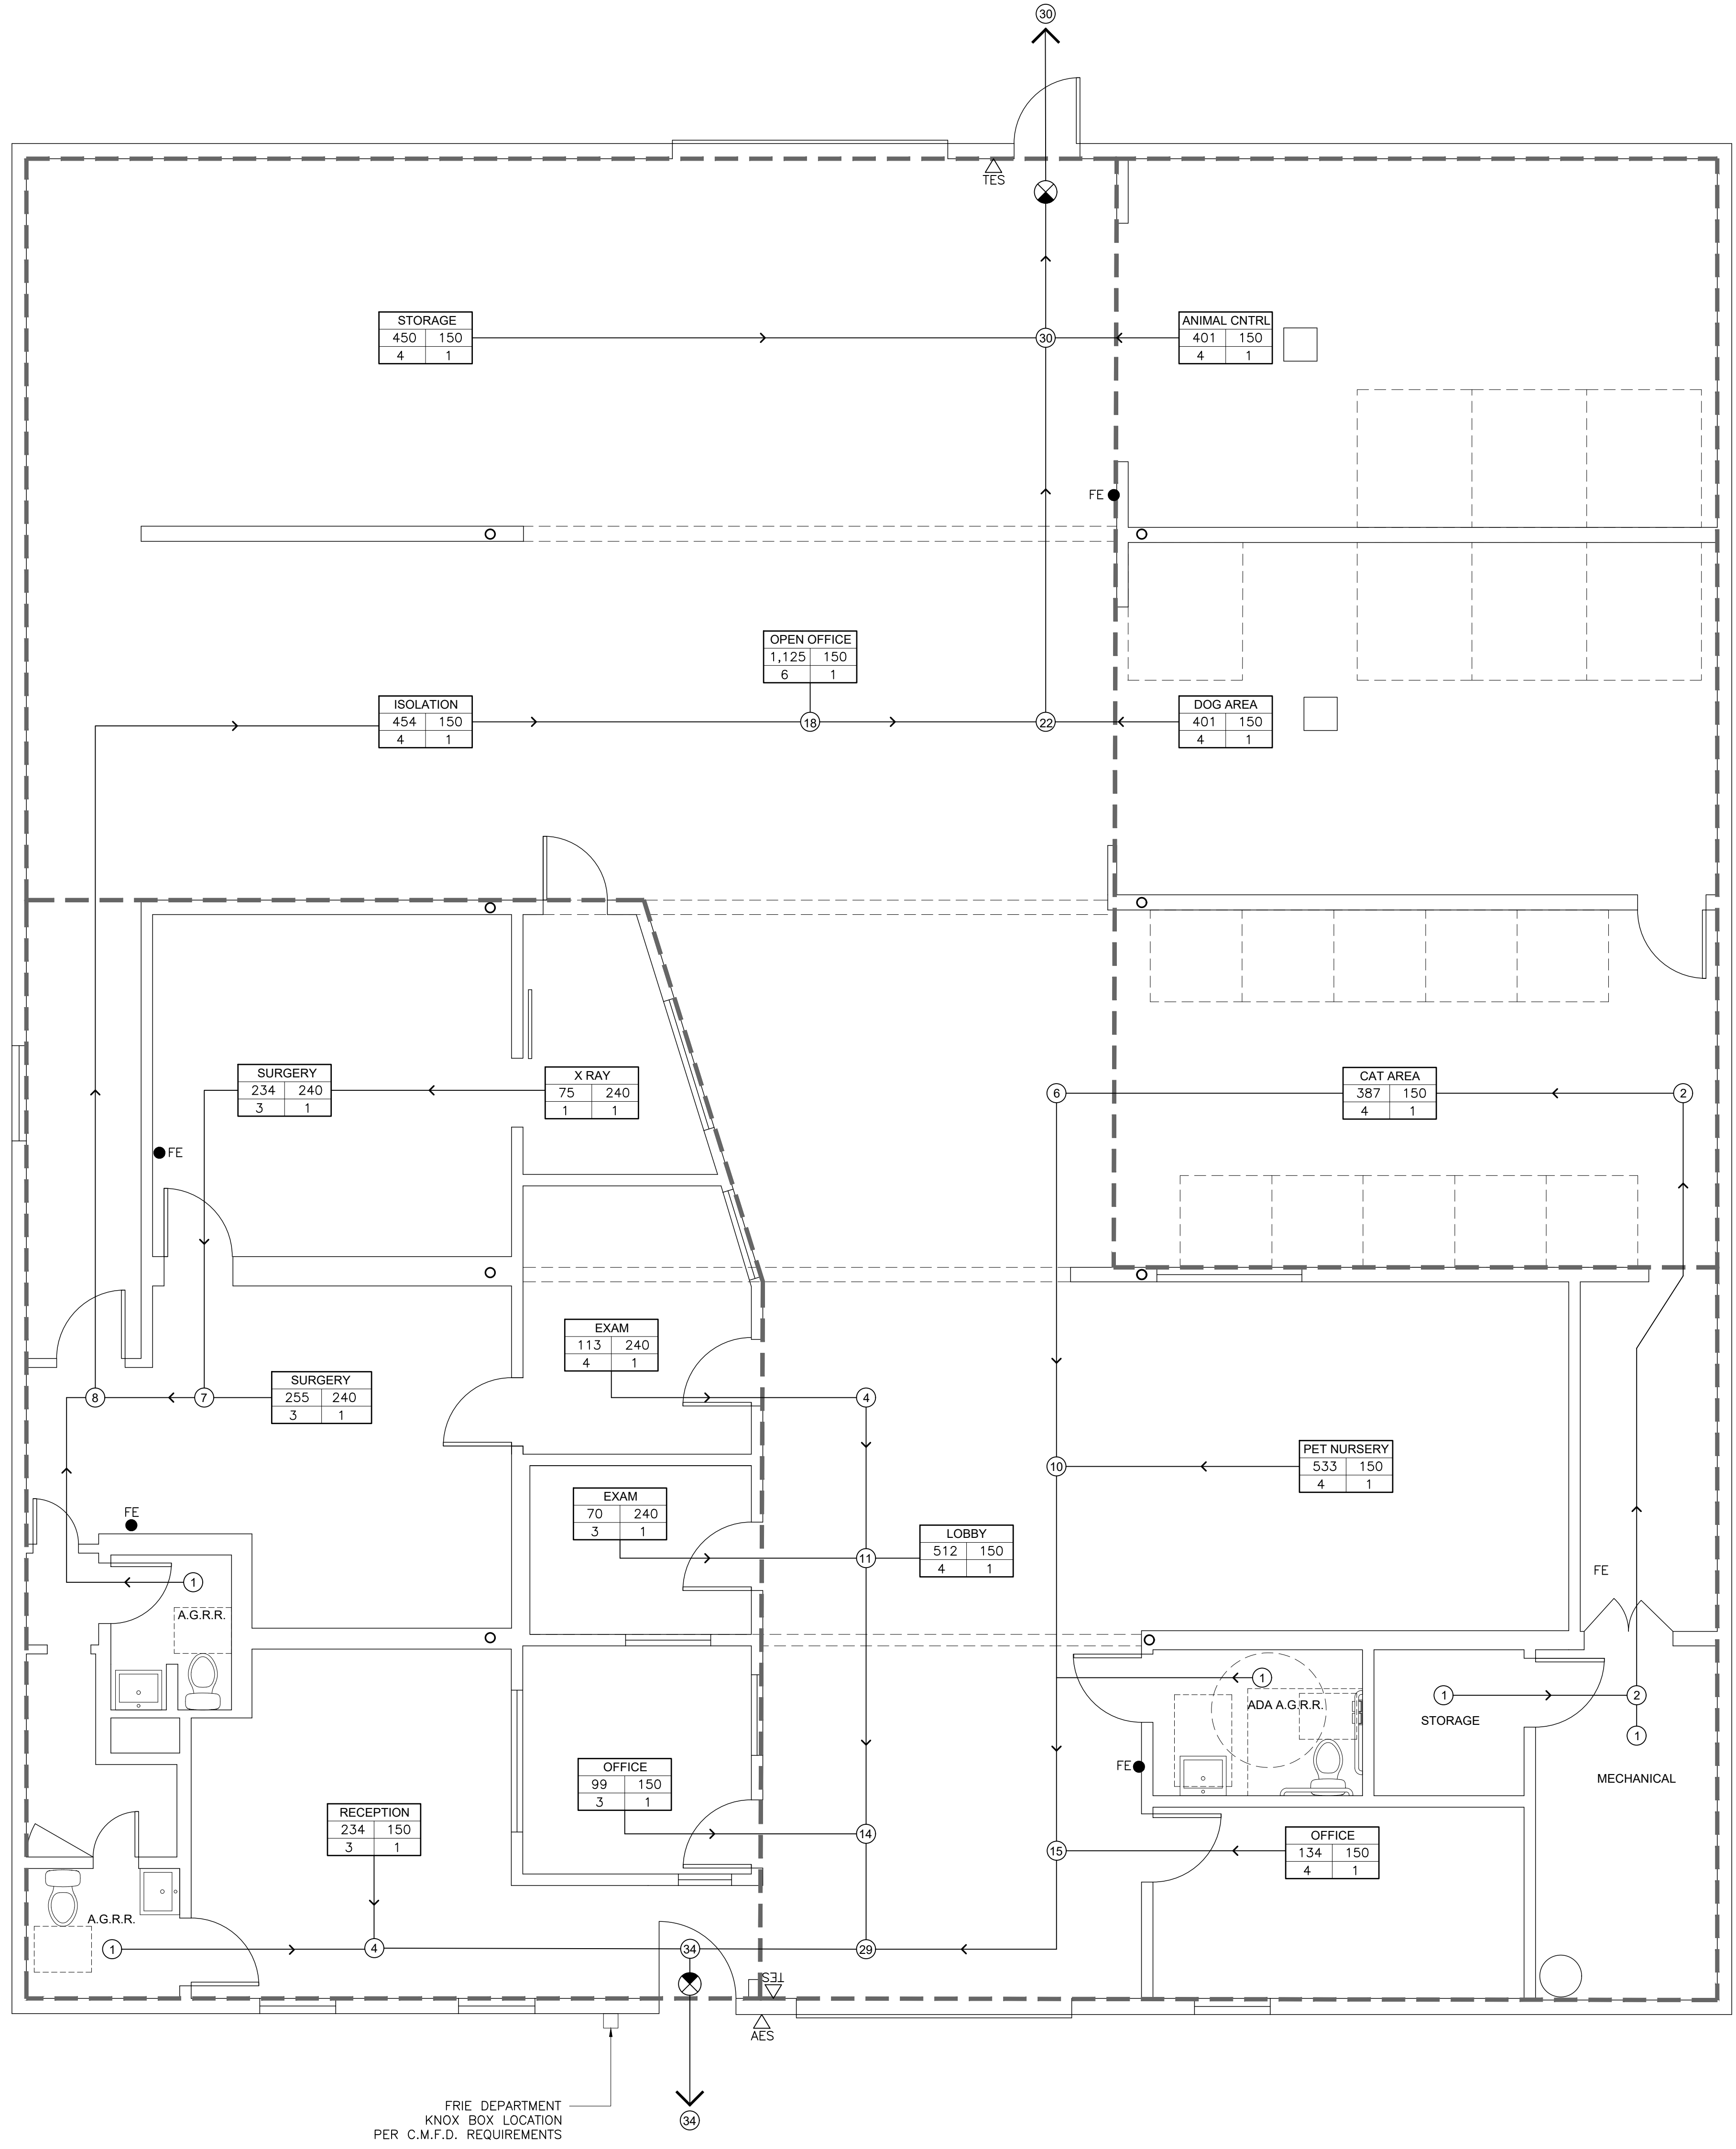 30
TES
STORAGE
450 150
4 1
30
ANIMAL CNTRL
401 150
4 1
FE
OPEN OFFICE
1,125 150
6 1
ISOLATION
454 150
4 1
18
22
DOG AREA
401 150
4 1
SURGERY
234 240
3 1
X RAY
75 240
1 1
6
CAT AREA
387 150
4 1
2
FE
EXAM
113 240
4 1
8
7
SURGERY
255 240
3 1
4
10
PET NURSERY
533 150
4 1
EXAM
70 240
3 1
FE
11
LOBBY
512 150
4 1
FE
1
A.G.R.R.
1
ADA A.G.R.R.
1
STORAGE
2
1
FE
MECHANICAL
OFFICE
99 150
3 1
RECEPTION
234 150
3 1
14
15
OFFICE
134 150
4 1
A.G.R.R.
1
4
34
29
TES
AES
FRIE DEPARTMENT
KNOX BOX LOCATION
PER C.M.F.D. REQUIREMENTS
34